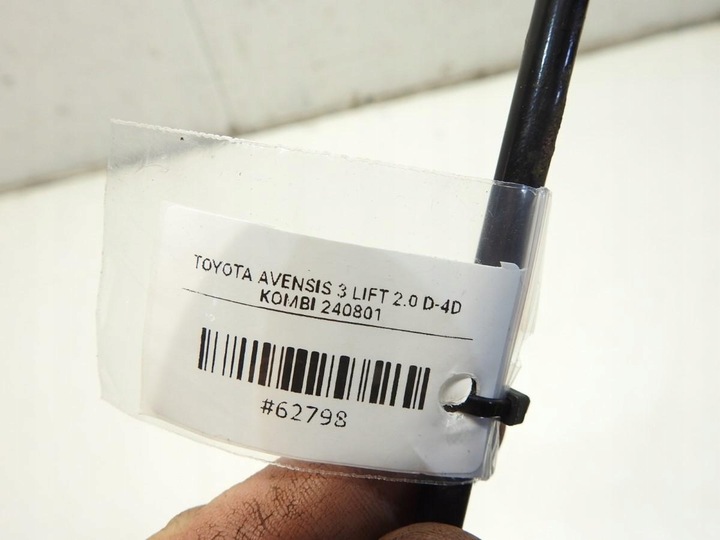 TOYOTA AVENSIS 3 LIFT 2.0 D-4D
KOMBI 240801
#62798